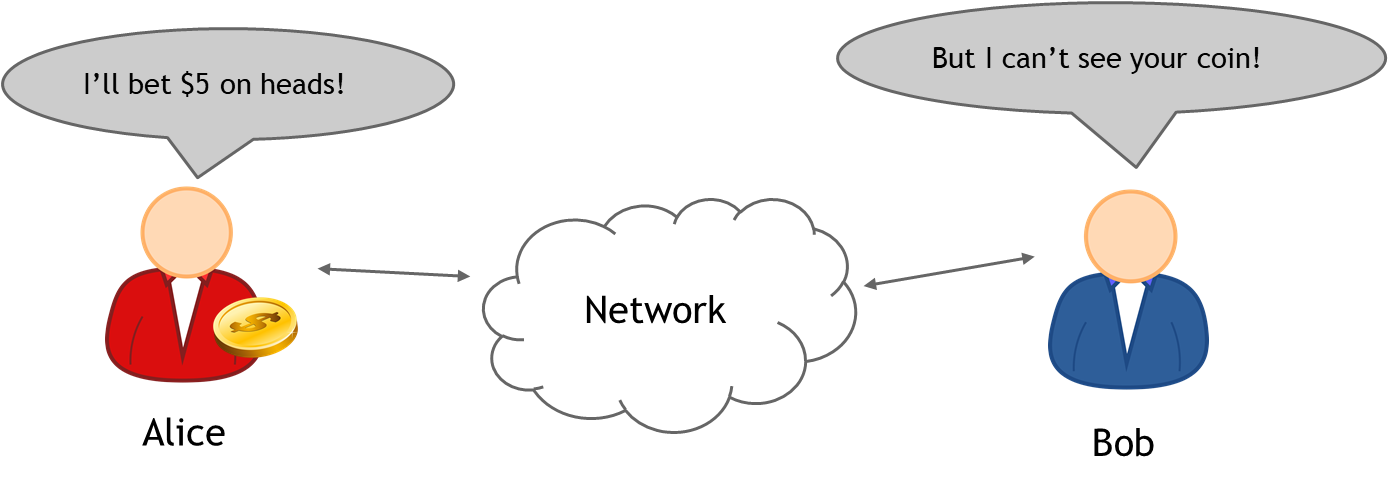 I’ll bet $5 on heads!
But I can’t see your coin!
Network
Alice
Bob